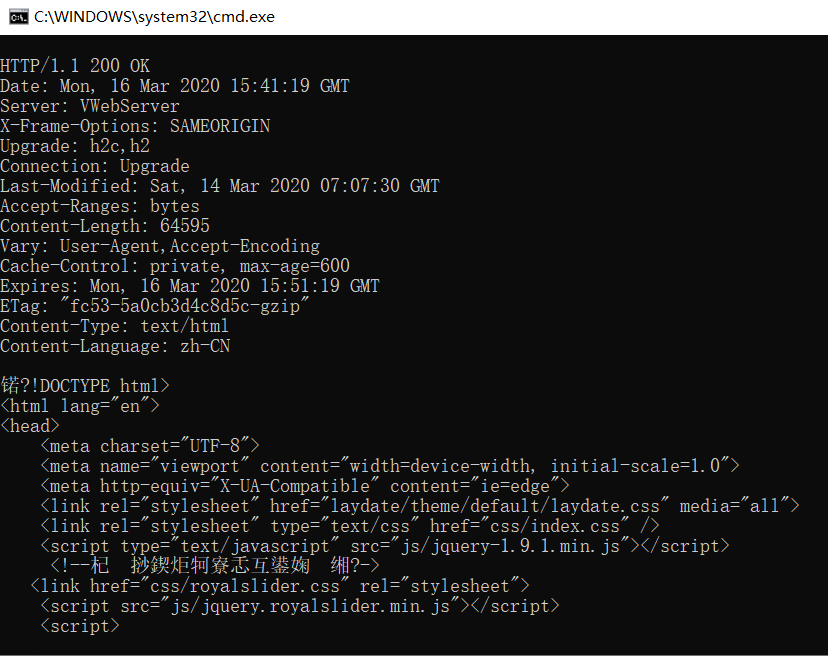 C:\WINDOWS\system32\cmd.exe
HTTP/1.1 200 OK
Date: Mon, 16 Mar 2020 15:41:19 GMT
Server: VWebServer
X-Frame-Options: SAMEORIGIN
Upgrade: h2c,h2
Connection: Upgrade
Last-Modified: Sat, 14 Mar 2020 07:07:30 GMT
Accept-Ranges: bytes
Content-Length: 64595
Vary: User-Agent,Accept-Encoding
Cache-Control: private, max-age=600
Expires: Mon, 16 Mar 2020 15:51:19 GMT
ETag: "fc53-5a0cb3d4c8d5c-gzip"
Content-Type: text/html
Content-Language: zh-CN
锘?!DOCTYPE html>
<html lang="en">
<head>
<meta charset="UTF-8">
<meta name="viewport" content="width=device-width, initial-scale=1.0">
<meta http-equiv="X-UA-Compatible" content="ie=edge">
<link rel="stylesheet" href="laydate/theme/default/laydate.css" media="all">
<link rel="stylesheet" type="text/css" href="css/index.css" />
<script type="text/javascript" src="js/jquery-1.9.1.min.js"></script>
<!--杞 挱鍥炬牱寮忎互鍙婅 缃?->
<link href="css/royalslider.css" rel="stylesheet">
<script src="js/jquery.royalslider.min.js"></script>
<script>